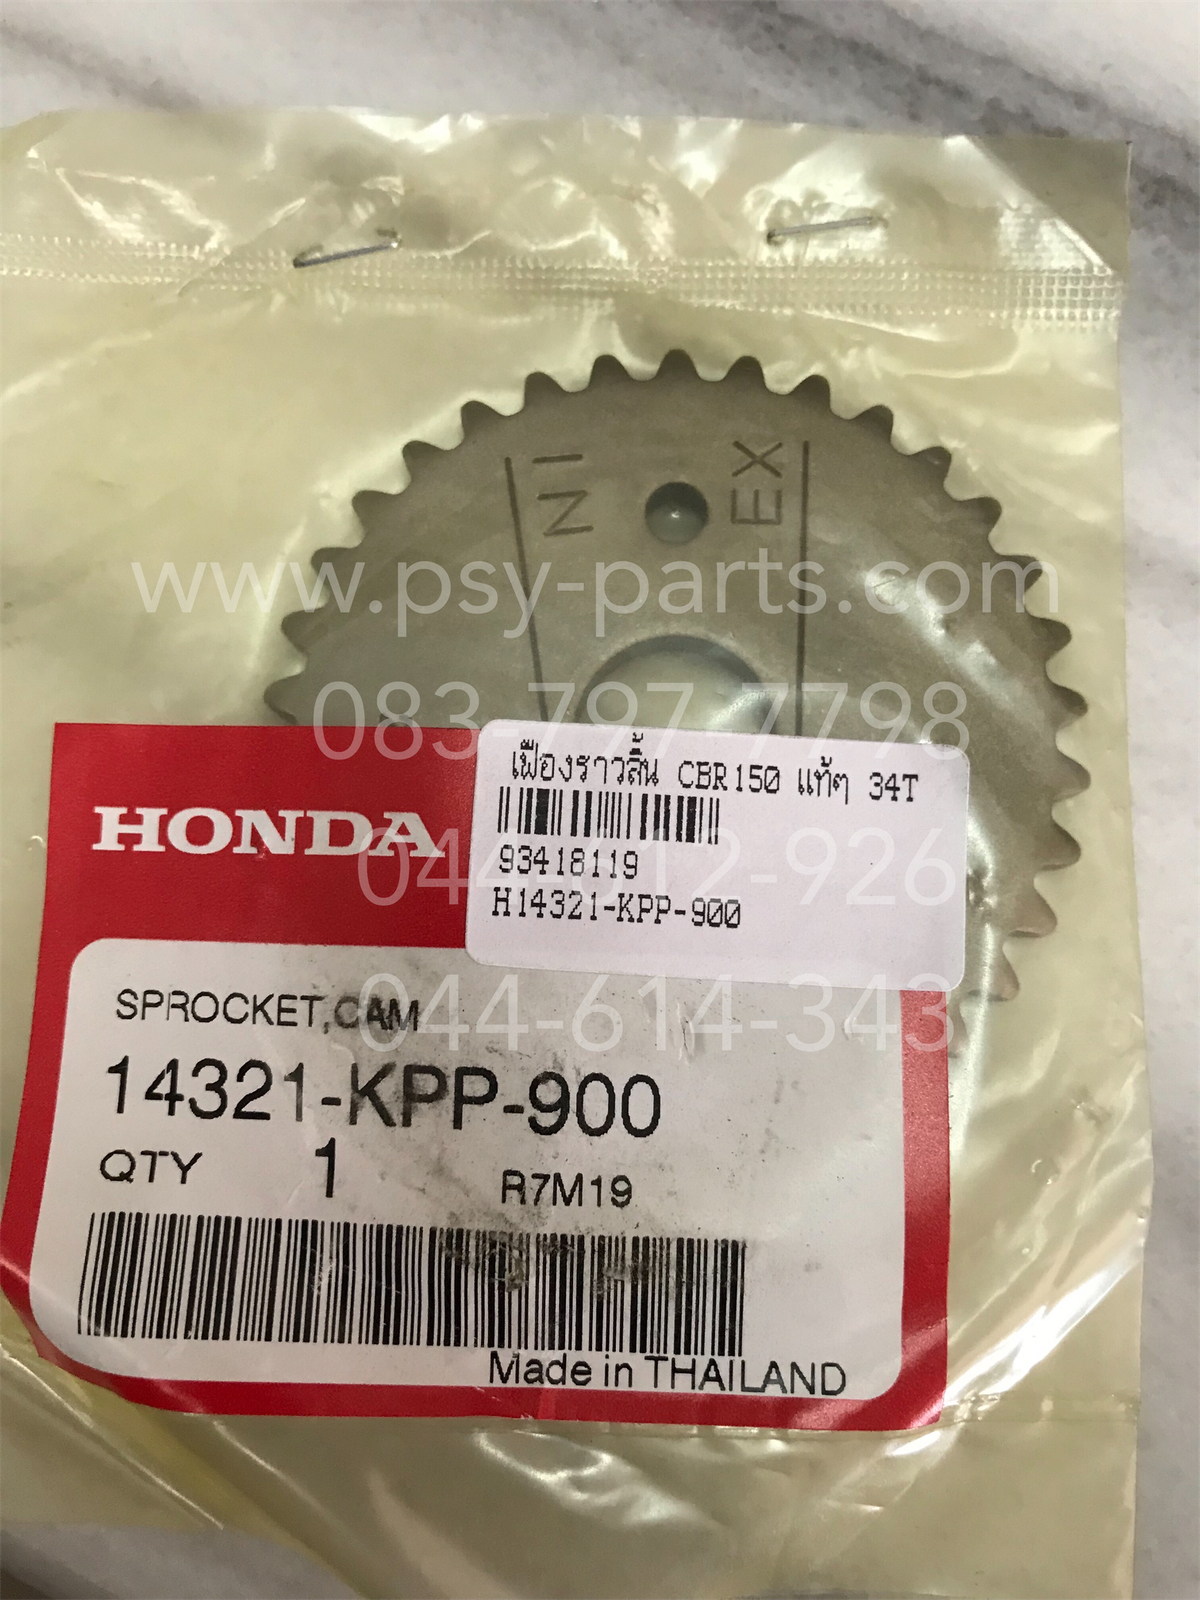 IN
EX
www.psy-parts.com
083-797-7798
เฟืองราวลิ้น CBR150 แท้ๆ 34T
93418119
H14321-KPP-900
HONDA
044-612-926
044-614-343
SPROCKET,CAM
14321-KPP-900
QTY 1 R7M19
Made in THAILAND